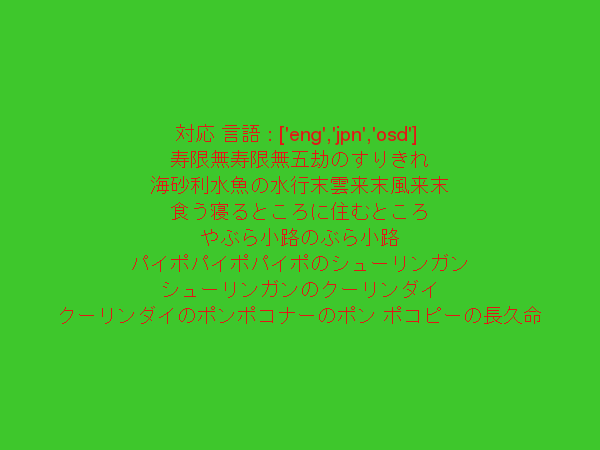 対応 言語 : ['eng','jpn','osd']
寿限無寿限無五劫のすりきれ
海砂利水魚の水行末雲来末風来末
食う寝るところに住むところ
やぶら小路のぶら小路
パイポパイポパイポのシューリンガン
シューリンガンのクーリンダイ
クーリンダイのポンポコナーのポン ポコピーの長久命